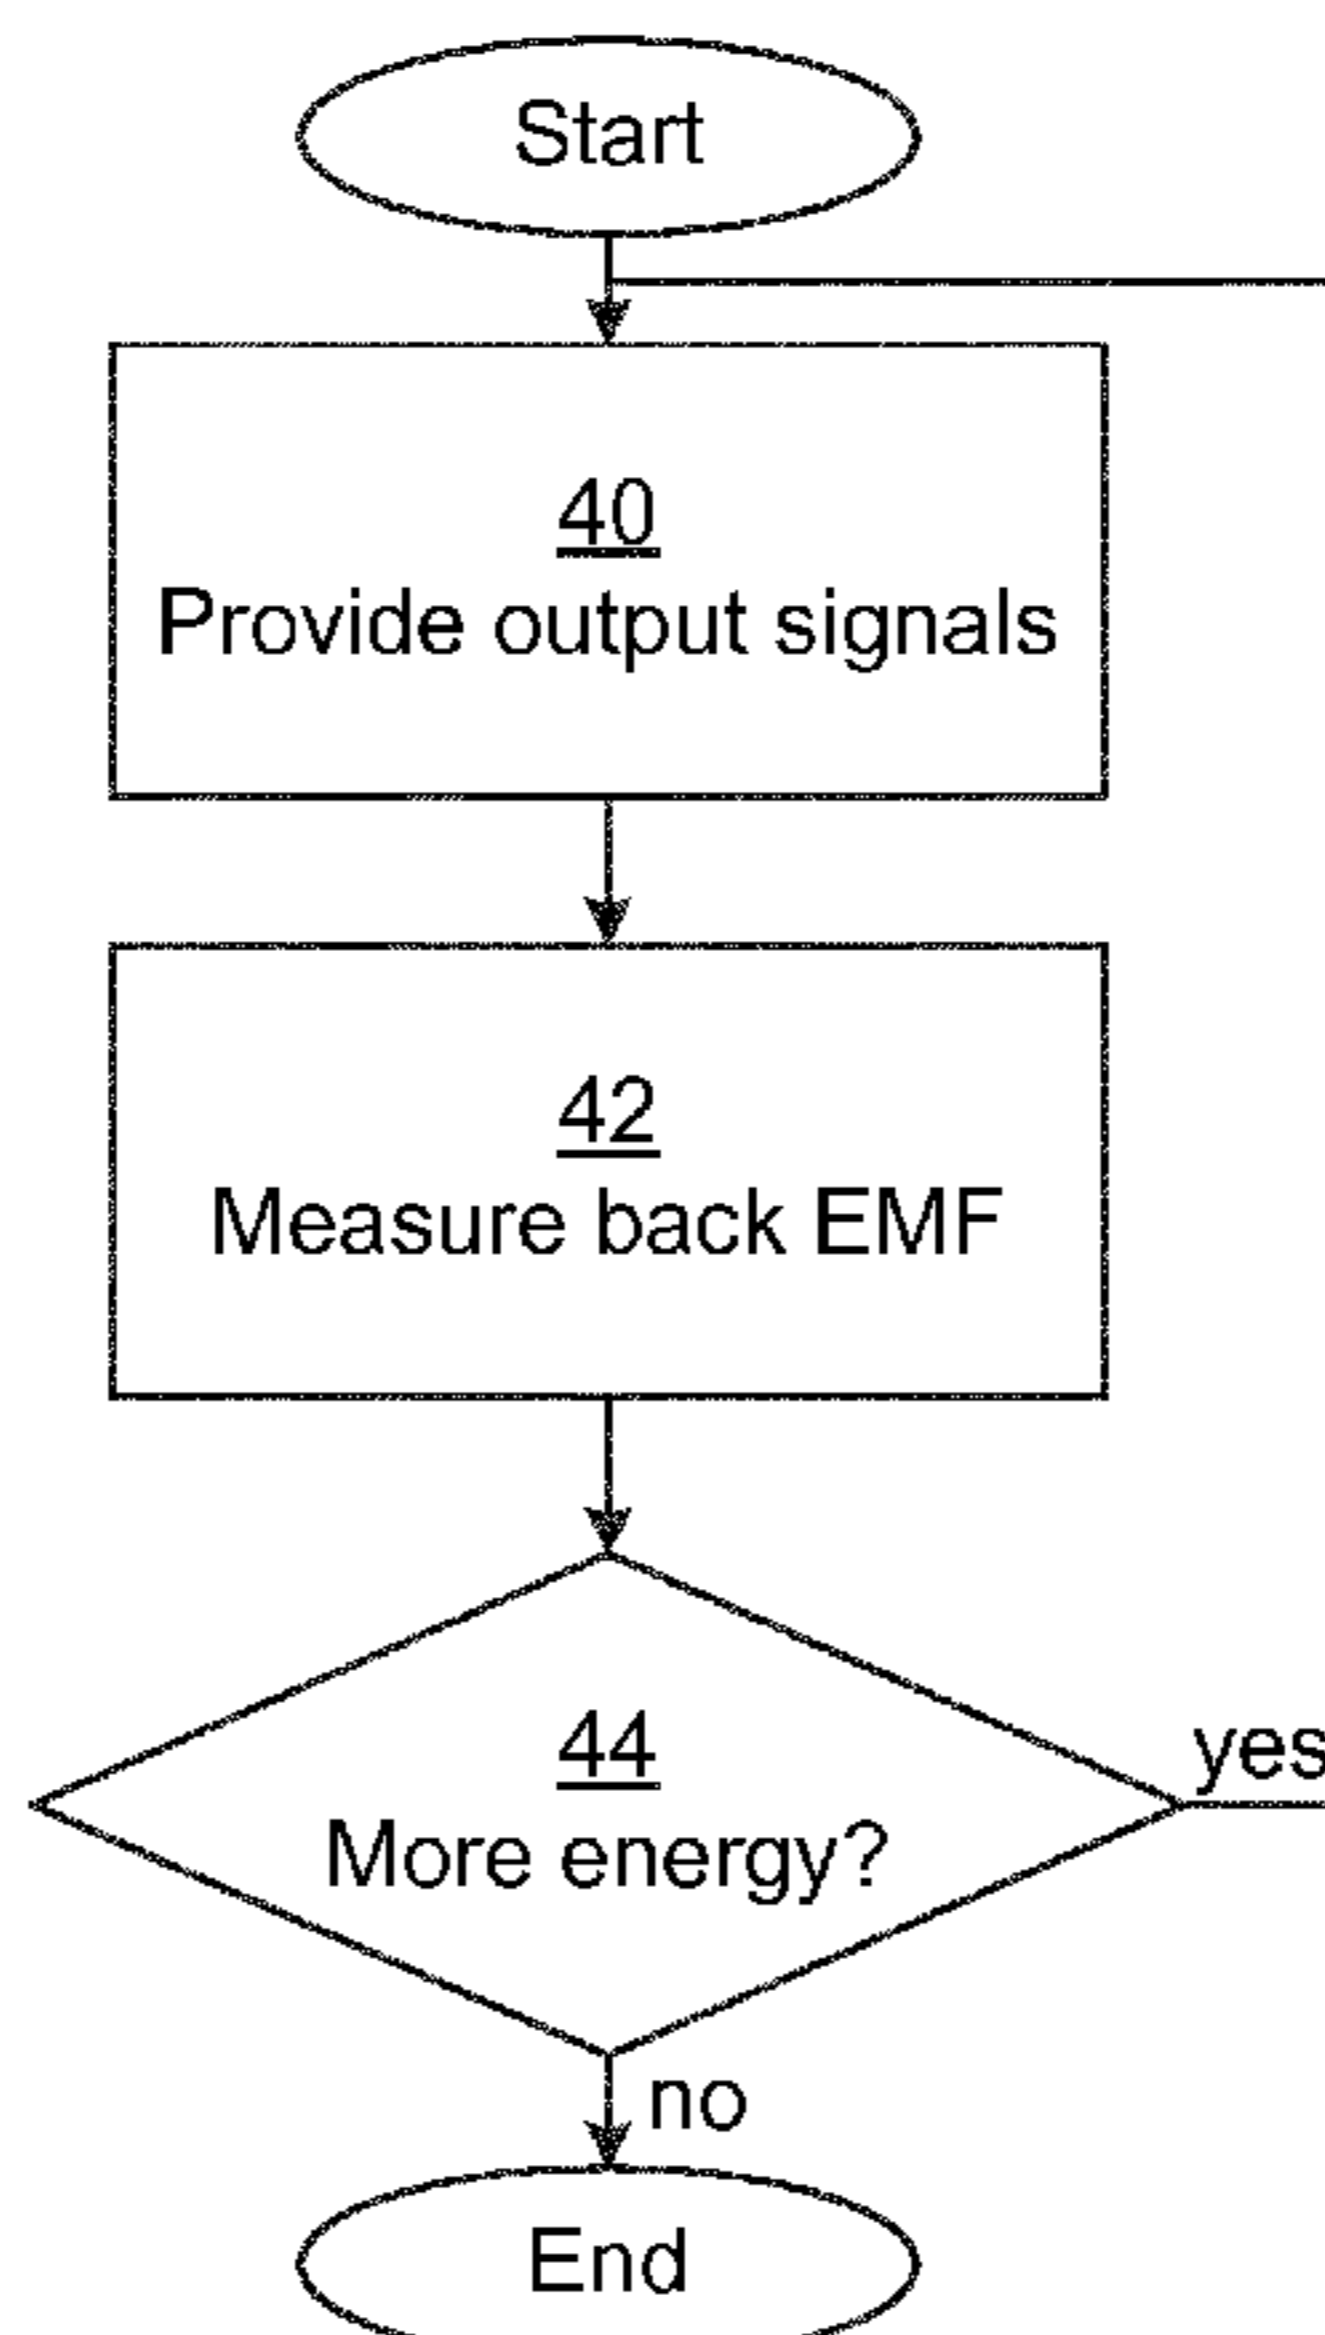 Start
40
Provide output signals
42
Measure back EMF
44
More energy?
yes
no
End